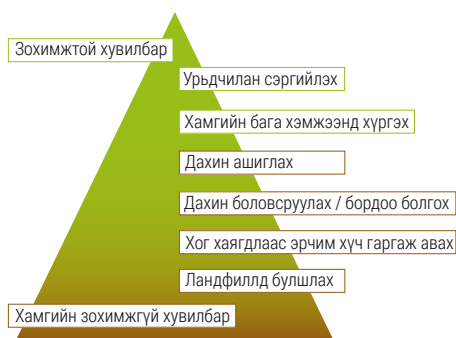 Зохимжтой хувилбар
Урьдчилан сэргийлэх
Хамгийн бага хэмжээнд хүргэх
Дахин ашиглах
Дахин боловсруулах / бордоо болгох
Хог хаягдлаас эрчим хүч гаргаж авах
Ландфиллд булшлах
Хамгийн зохимжгүй хувилбар